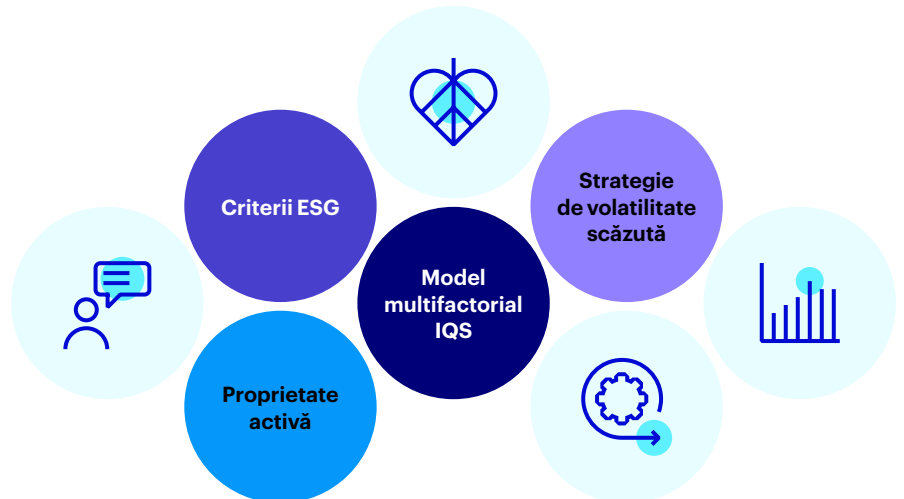 Criterii ESG
Strategie
de volatilitate
scăzută
Model
multifactorial
IQS
Proprietate
activă